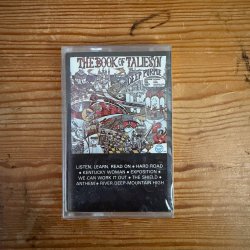 THE BOOK OF TALIESYN
DEEP PURPLE
LISTEN, LEARN, READ ON • HARD ROAD
• KENTUCKY WOMAN • EXPOSITION •
WE CAN WORK IT OUT • THE SHIELD •
ANTHEM • RIVER DEEP-MOUNTAIN HIGH